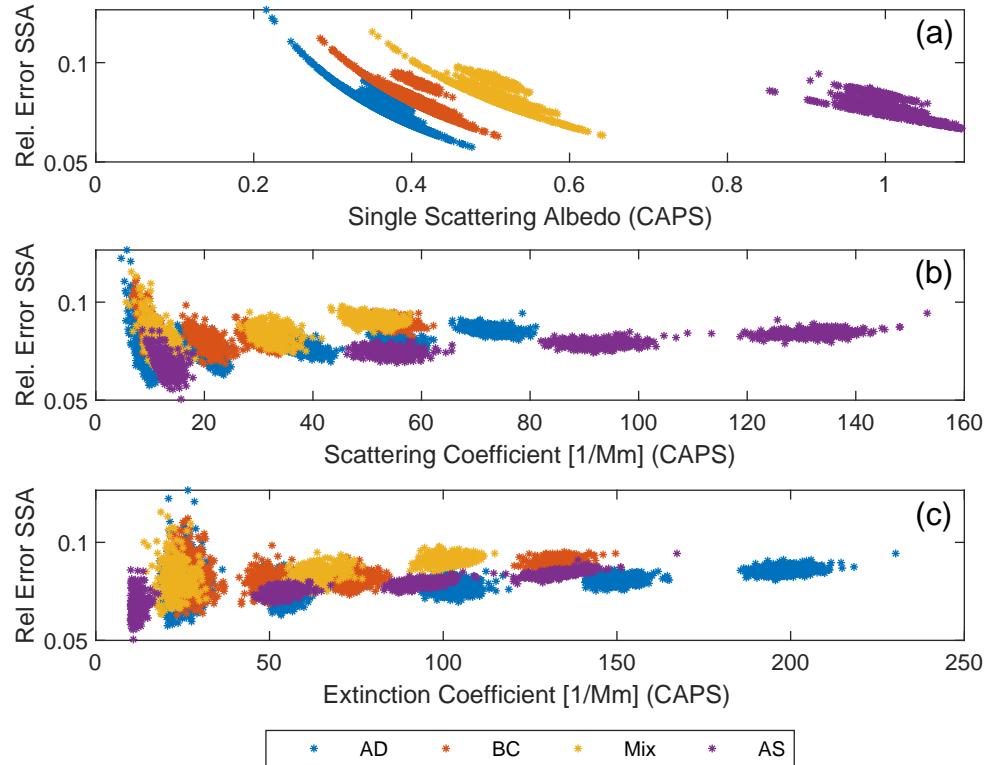 (a)
Rel. Error SSA
0.1
0.05
0 0.2 0.4 0.6 0.8 1
Single Scattering Albedo (CAPS)
(b)
Rel. Error SSA
0.1
0.05
0 20 40 60 80 100 120 140 160
Scattering Coefficient [1/Mm] (CAPS)
(c)
Rel Error SSA
0.1
0.05
0 50 100 150 200 250
Extinction Coefficient [1/Mm] (CAPS)
AD BC Mix AS